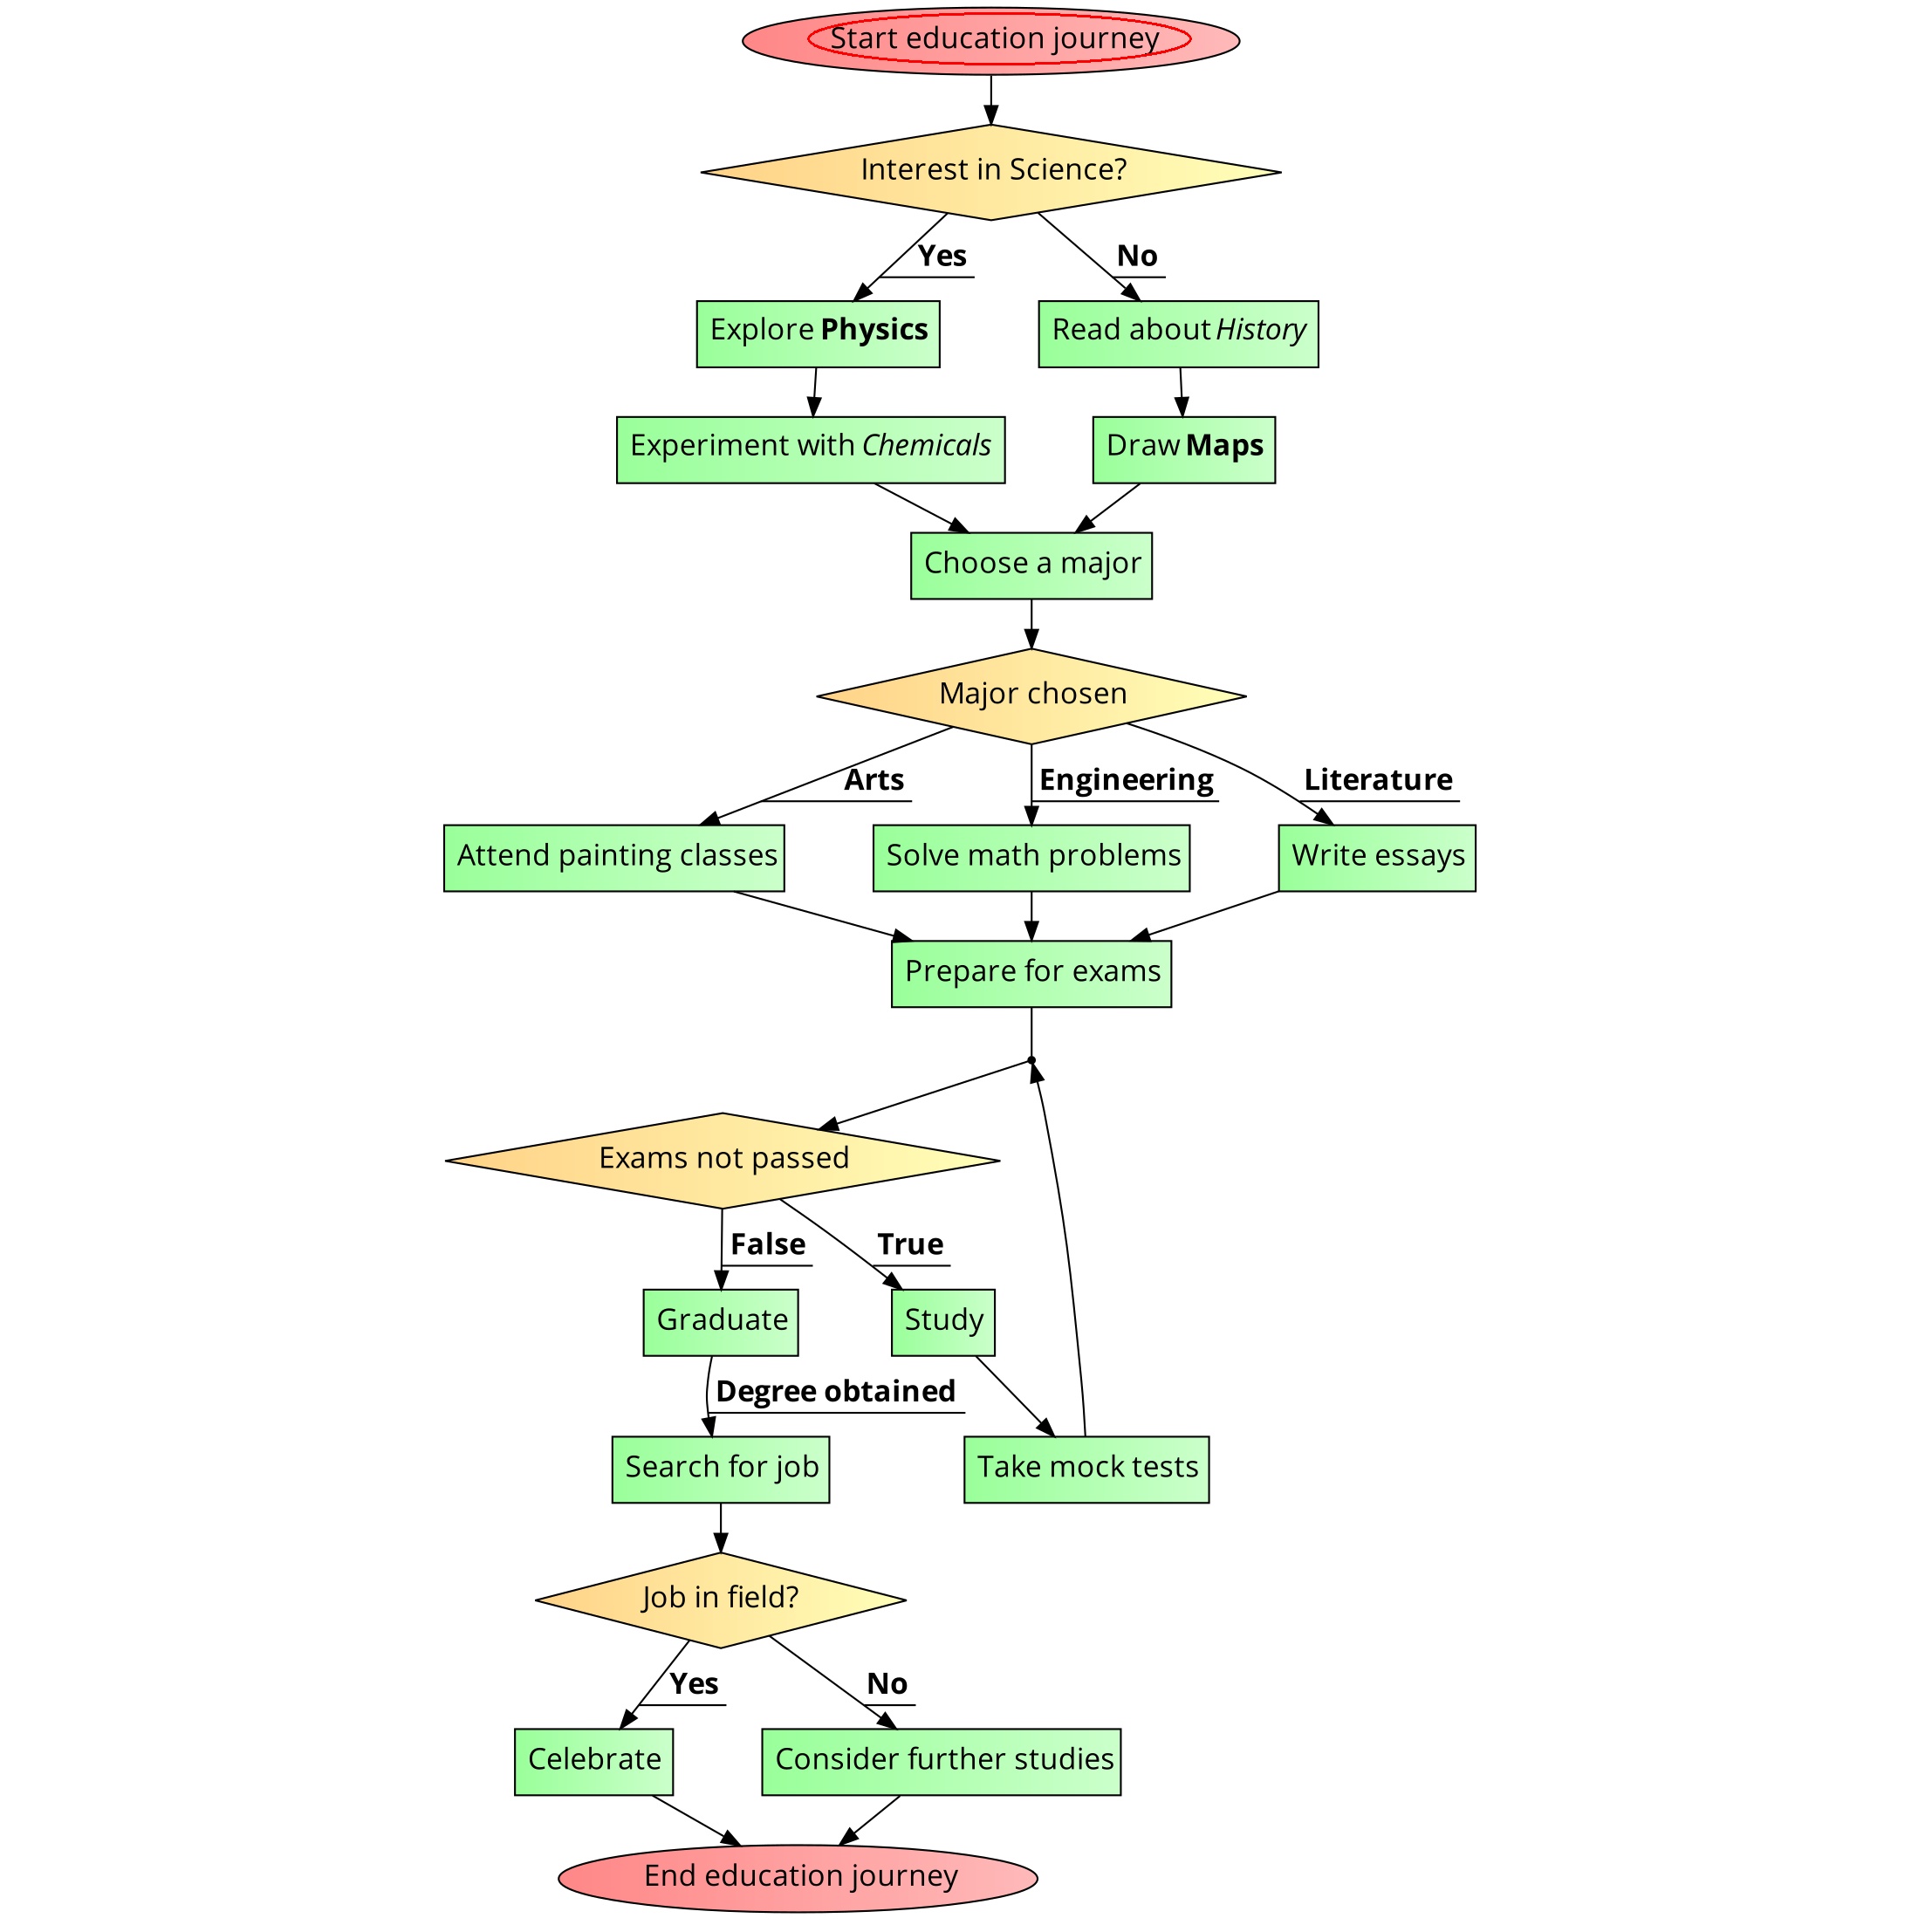 Start education journey
Interest in Science?
Yes
No
Explore Physics
Read about History
Experiment with Chemicals
Draw Maps
Choose a major
Major chosen
Arts
Engineering
Literature
Attend painting classes
Solve math problems
Write essays
Prepare for exams
Exams not passed
False
True
Graduate
Study
Degree obtained
Search for job
Take mock tests
Job in field?
Yes
No
Celebrate
Consider further studies
End education journey